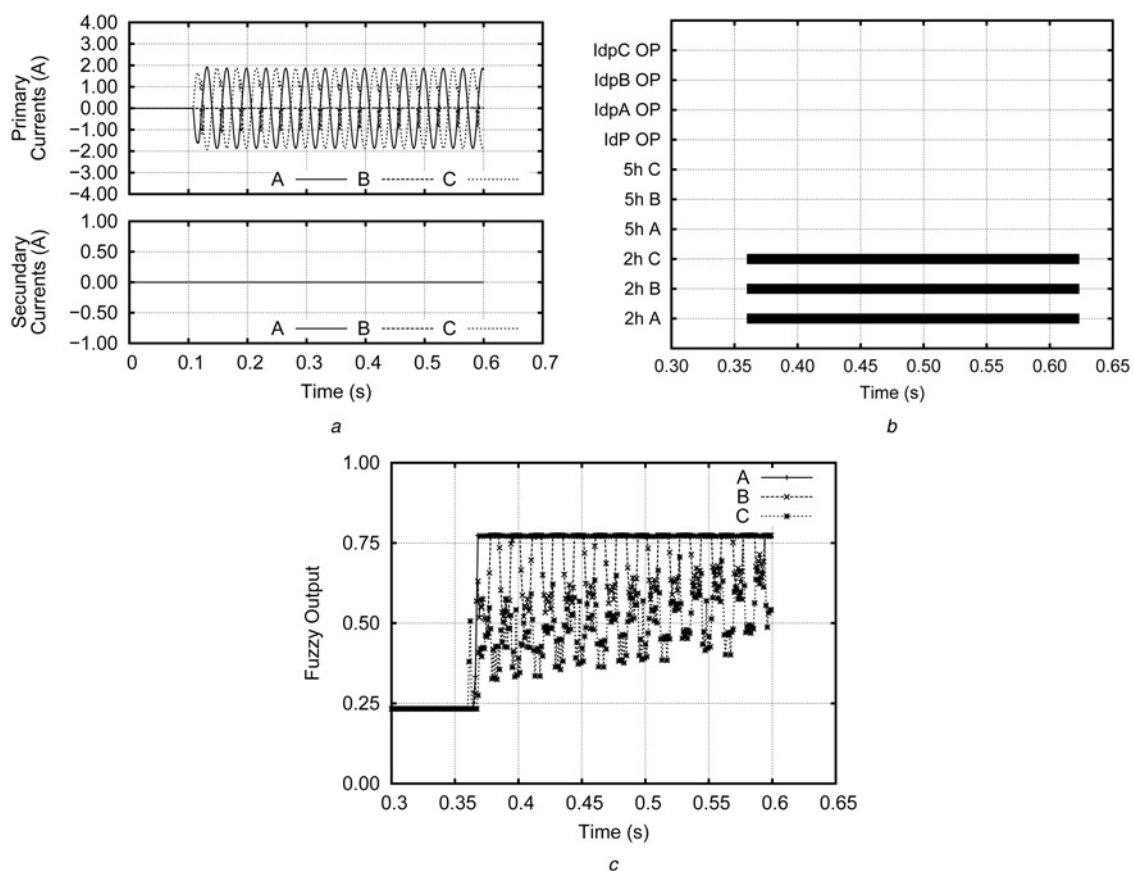 Primary
Currents (A)
4.00
3.00
2.00
1.00
0.00
−1.00
−2.00
−3.00
−4.00
A B C
Secundary
Currents (A)
1.00
0.50
0.00
−0.50
−1.00
A B C
0 0.1 0.2 0.3 0.4 0.5 0.6 0.7
Time (s)
a
IdpC OP
IdpB OP
IdpA OP
IdP OP
5h C
5h B
5h A
2h C
2h B
2h A
0.30 0.35 0.40 0.45 0.50 0.55 0.60 0.65
Time (s)
b
Fuzzy Output
1.00
0.75
0.50
0.25
0.00
A
B
C
0.3 0.35 0.4 0.45 0.5 0.55 0.6 0.65
Time (s)
c